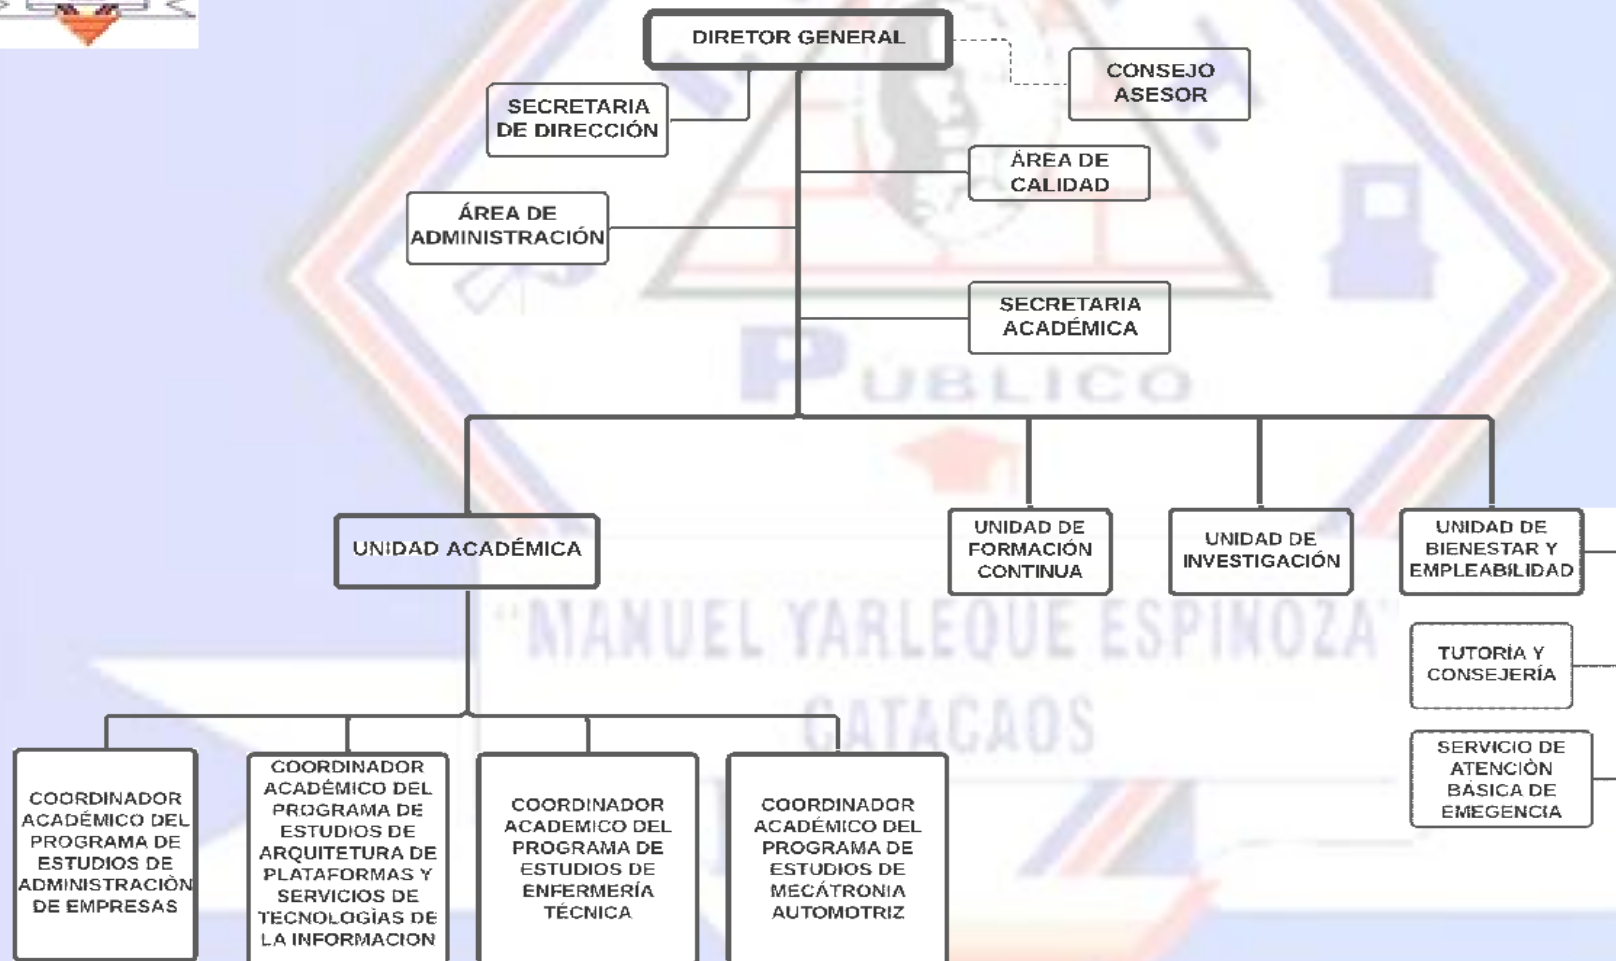 DIRETOR GENERAL
CONSEJO
ASESOR
SECRETARIA
DE DIRECCIÓN
ÁREA DE
CALIDAD
ÁREA DE
ADMINISTRACIÓN
SECRETARIA
ACADÉMICA
PÚBLICO
UNIDAD ACADÉMICA
UNIDAD DE
FORMACIÓN
CONTINUA
UNIDAD DE
INVESTIGACIÓN
UNIDAD DE
BIENESTAR Y
EMPLEABILIDAD
"MANUEL YARLEQUE ESPINOZA"
CATACAOS
TUTORÍA Y
CONSEJERÍA
SERVICIO DE
ATENCIÓN
BÁSICA DE
EMEGENCIA
COORDINADOR
ACADÉMICO DEL
PROGRAMA DE
ESTUDIOS DE
ADMINISTRACIÓN
DE EMPRESAS
COORDINADOR
ACADÉMICO DEL
PROGRAMA DE
ESTUDIOS DE
ARQUITETURA DE
PLATAFORMAS Y
SERVICIOS DE
TECNOLOGÍAS DE
LA INFORMACION
COORDINADOR
ACADEMICO DEL
PROGRAMA DE
ESTUDIOS DE
ENFERMERÍA
TÉCNICA
COORDINADOR
ACADÉMICO DEL
PROGRAMA DE
ESTUDIOS DE
MECÁTRONIA
AUTOMOTRIZ